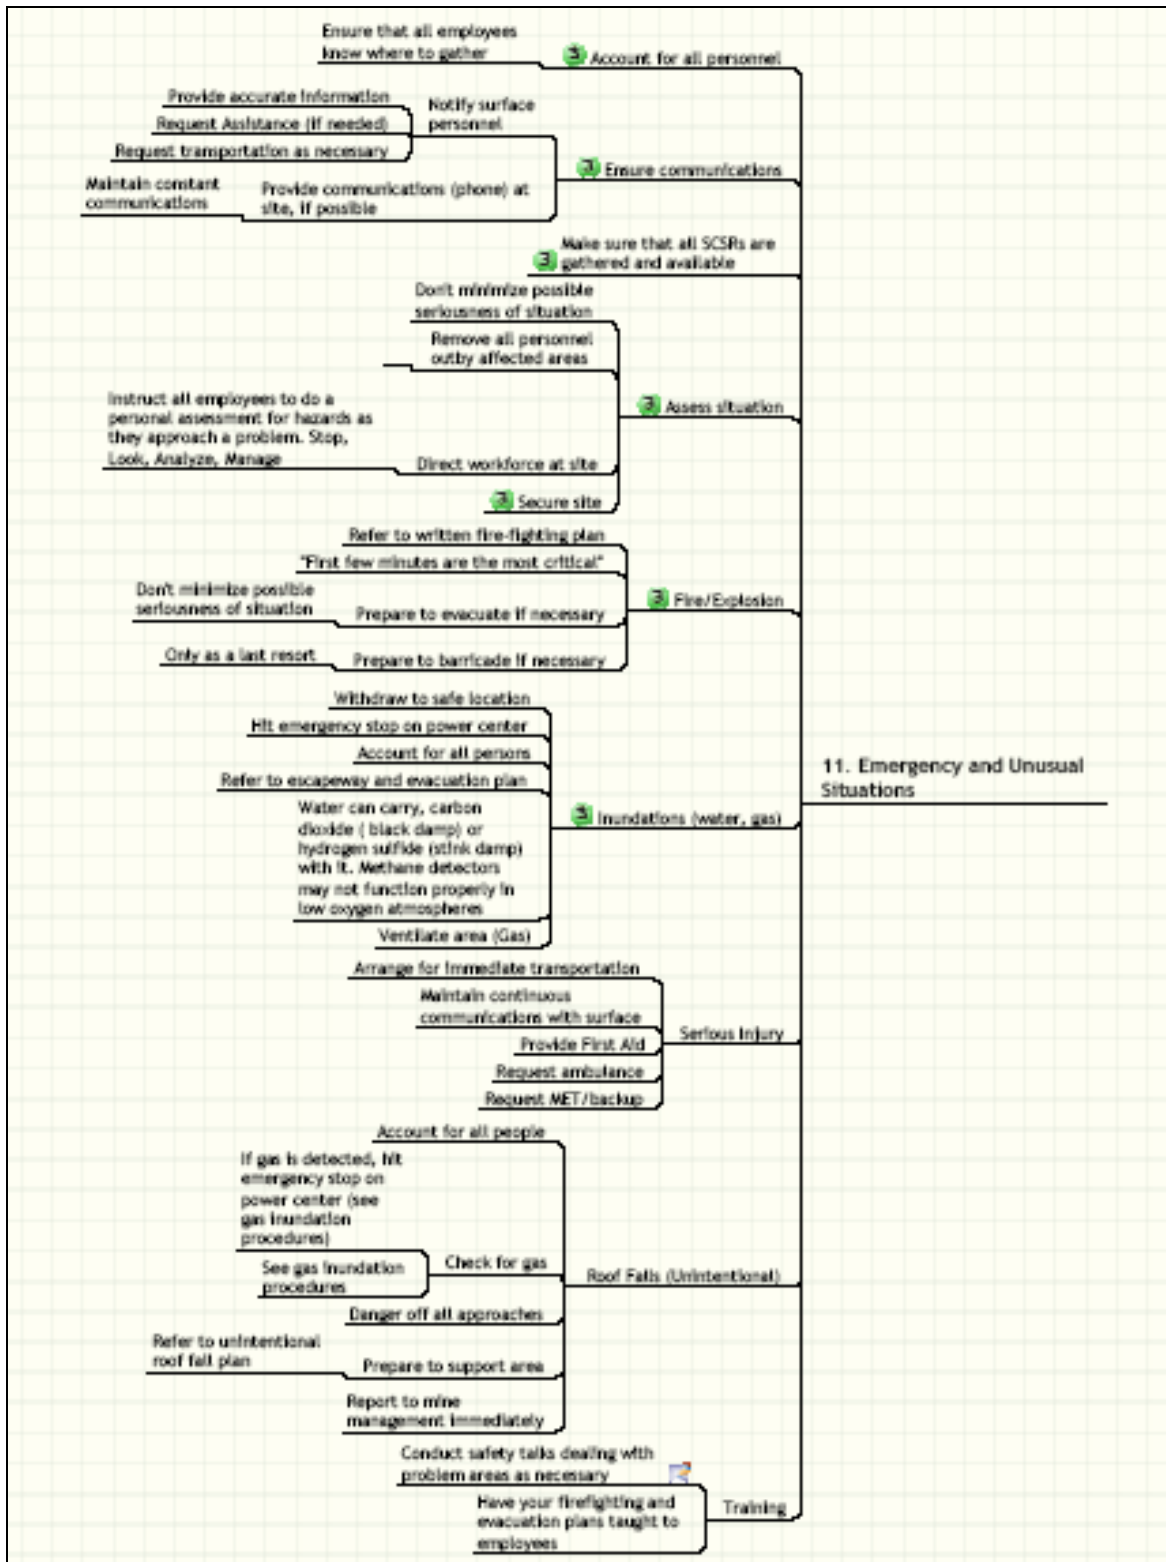 Ensure that all employees
know where to gather
3 Account for all personnel
Provide accurate information
Request Assistance (if needed)
Request transportation as necessary
Notify surface
personnel
3 Ensure communications
Maintain constant
communications
Provide communications (phone) at
site, if possible
Make sure that all SCSRs are
3 gathered and available
Don't minimize possible
seriousness of situation
Remove all personnel
outby affected areas
3 Assess situation
Instruct all employees to do a
personal assessment for hazards as
they approach a problem. Stop,
Look, Analyze, Manage
Direct workforce at site
3 Secure site
Refer to written fire-fighting plan
"First few minutes are the most critical"
Don't minimize possible
seriousness of situation
Prepare to evacuate if necessary
3 Fire/Explosion
Only as a last resort
Prepare to barricade if necessary
Withdraw to safe location
Hit emergency stop on power center
Account for all persons
Refer to escapeway and evacuation plan
11. Emergency and Unusual
Situations
Water can carry, carbon
dioxide ( black damp) or
hydrogen sulfide (stink damp)
with it. Methane detectors
may not function properly in
low oxygen atmospheres
3 Inundations (water, gas)
Ventilate area (Gas)
Arrange for immediate transportation
Maintain continuous
communications with surface
Provide First Aid
Request ambulance
Request MET/backup
Serious Injury
Account for all people
If gas is detected, hit
emergency stop on
power center (see
gas inundation
procedures)
See gas inundation
procedures
Check for gas
Roof Falls (Unintentional)
Danger off all approaches
Refer to unintentional
roof fall plan
Prepare to support area
Report to mine
management immediately
Conduct safety talks dealing with
problem areas as necessary
Have your firefighting and
evacuation plans taught to
employees
Training